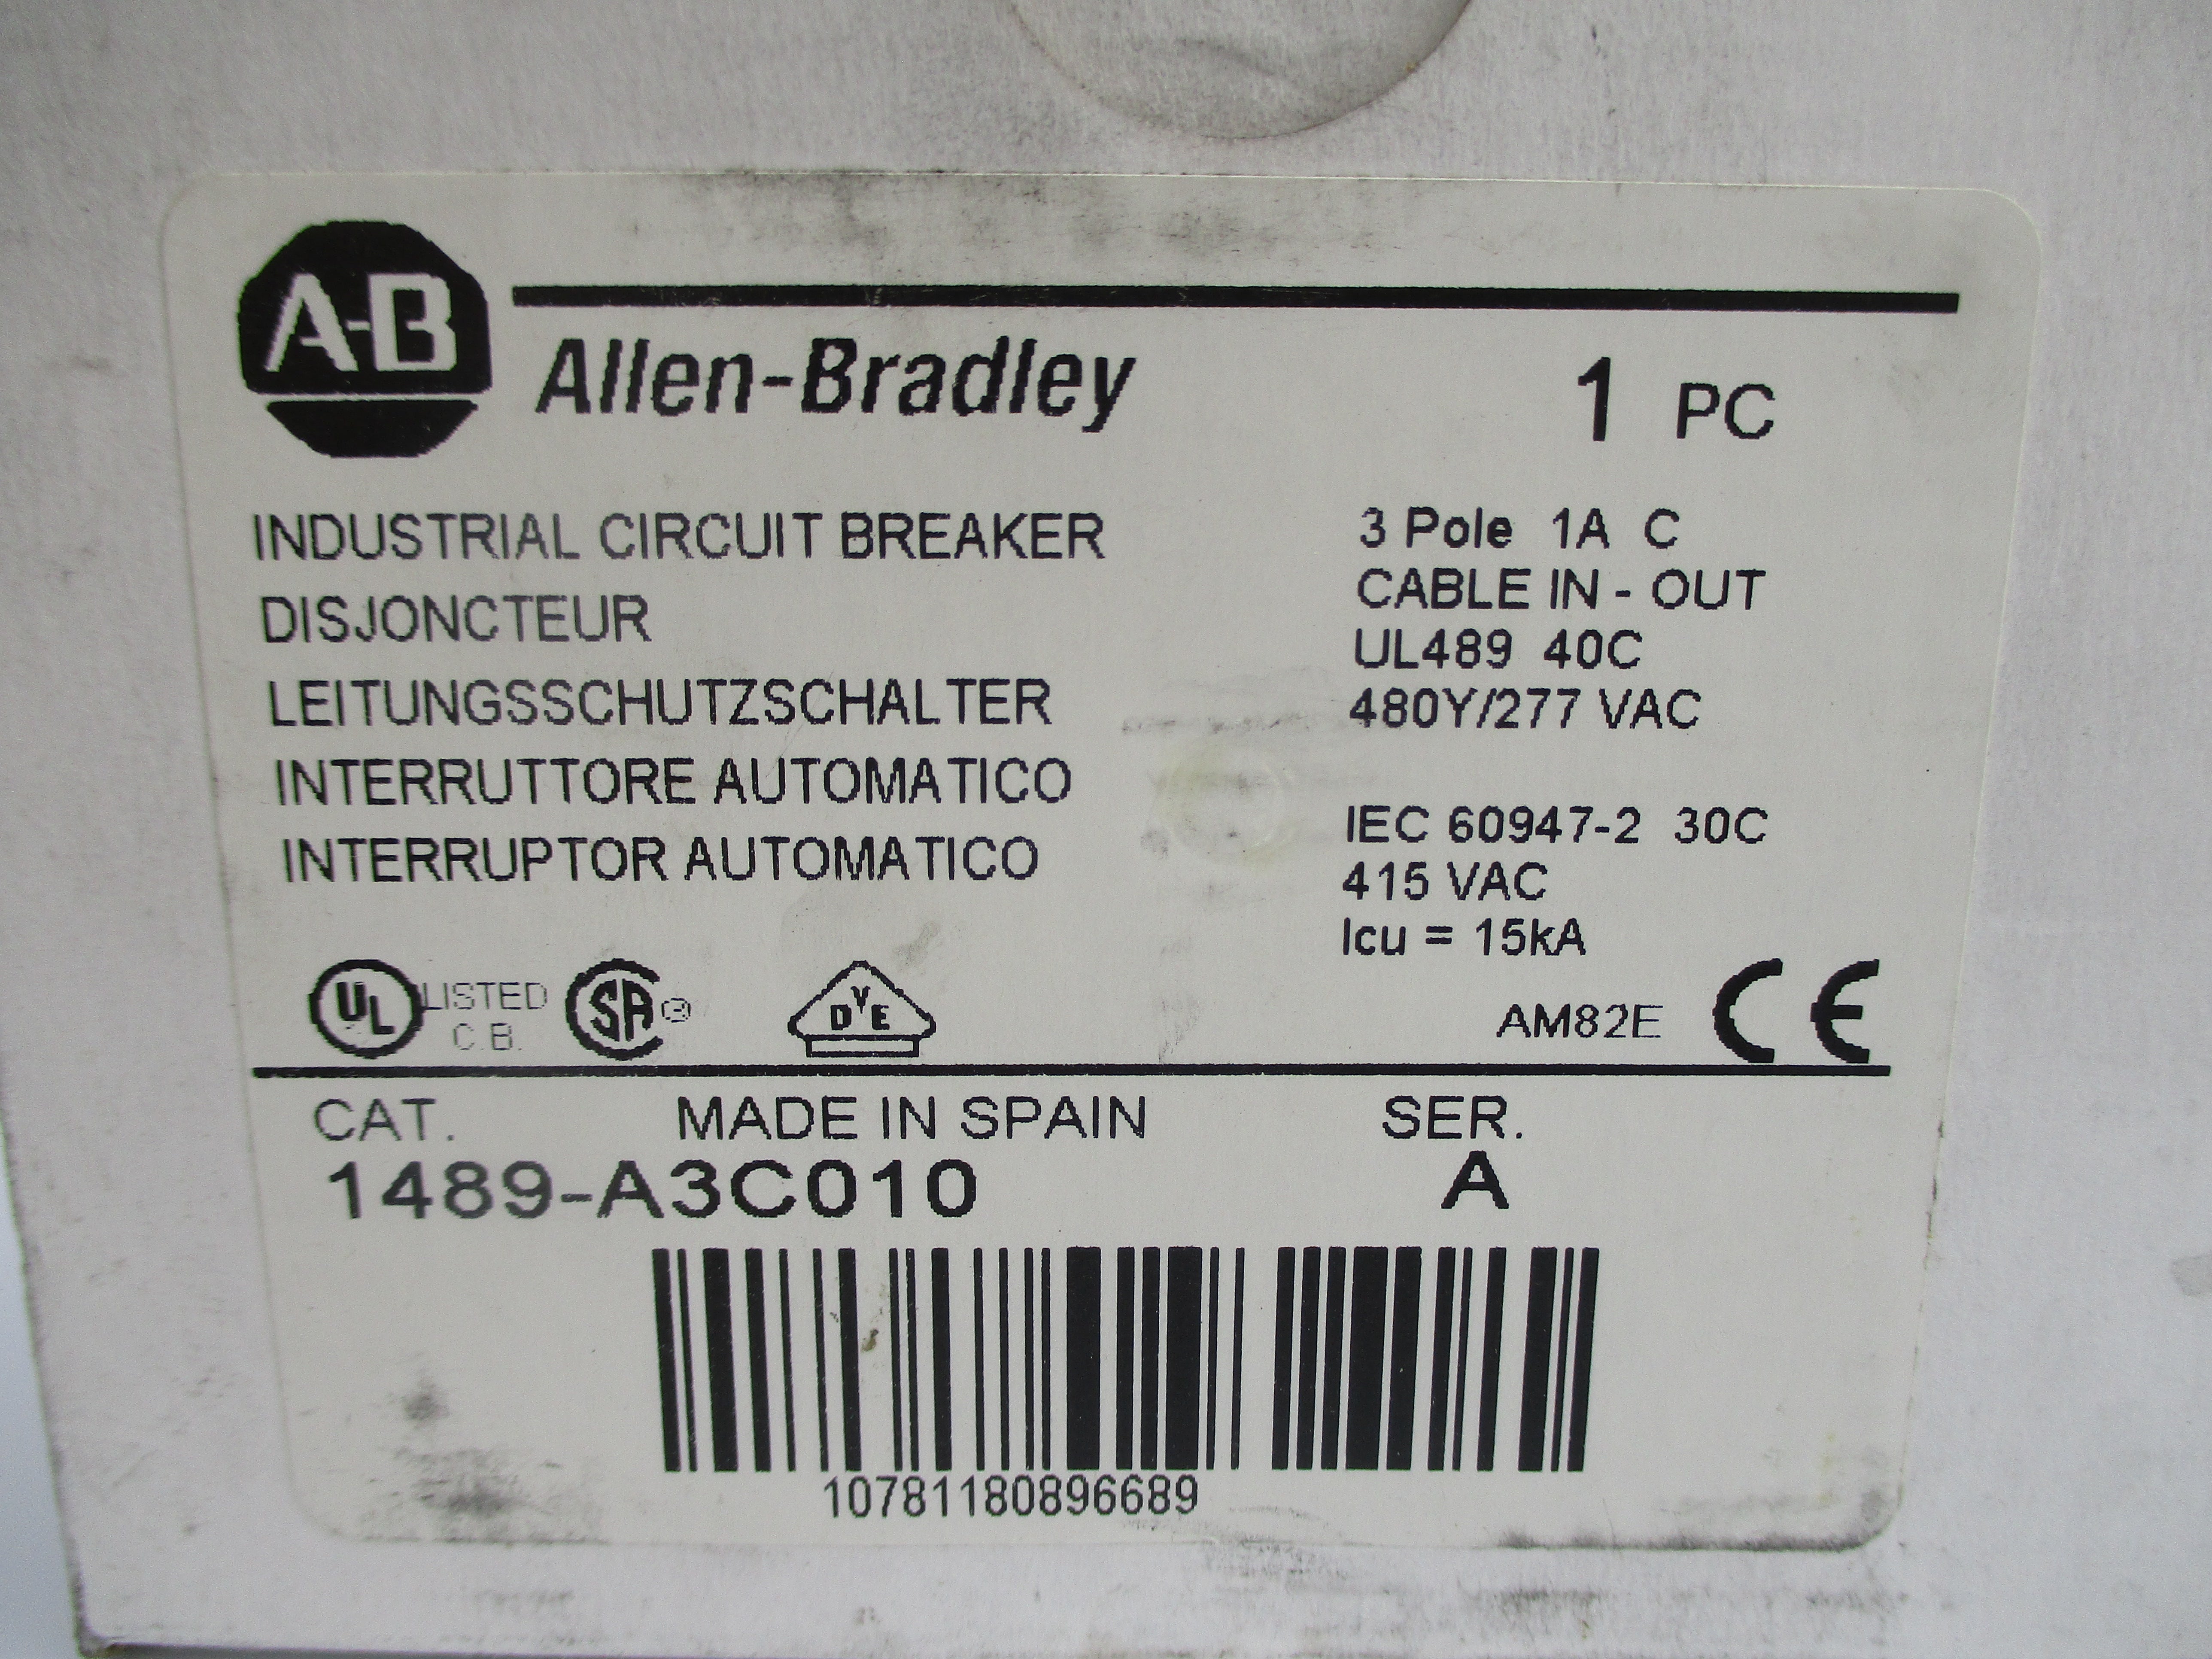 A-B
Allen-Bradley
1 PC
INDUSTRIAL CIRCUIT BREAKER
DISJONCTEUR
LEITUNGSSCHUTZSCHALTER
INTERRUTTORE AUTOMATICO
INTERRUPTOR AUTOMATICO
3 Pole 1A C
CABLE IN - OUT
UL489 40C
480Y/277 VAC
IEC 60947-2 30C
415 VAC
Icu = 15kA
UL LISTED
C.B.
SA ®
DVE
AM82E CE
CAT. MADE IN SPAIN SER.
1489-A3C010 A
10781180896689